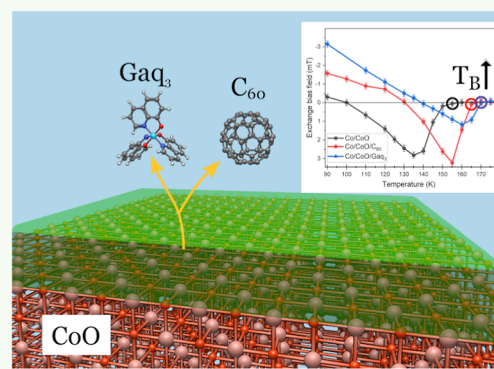 Gaq₃
C₆₀
CoO
T_B
Exchange bias field (mT)
-3
-2
-1
0
1
2
3
Co/CoO
Co/CoO/C₆₀
Co/CoO/Gaq₃
90 100 110 120 130 140 150 160 170
Temperature (K)